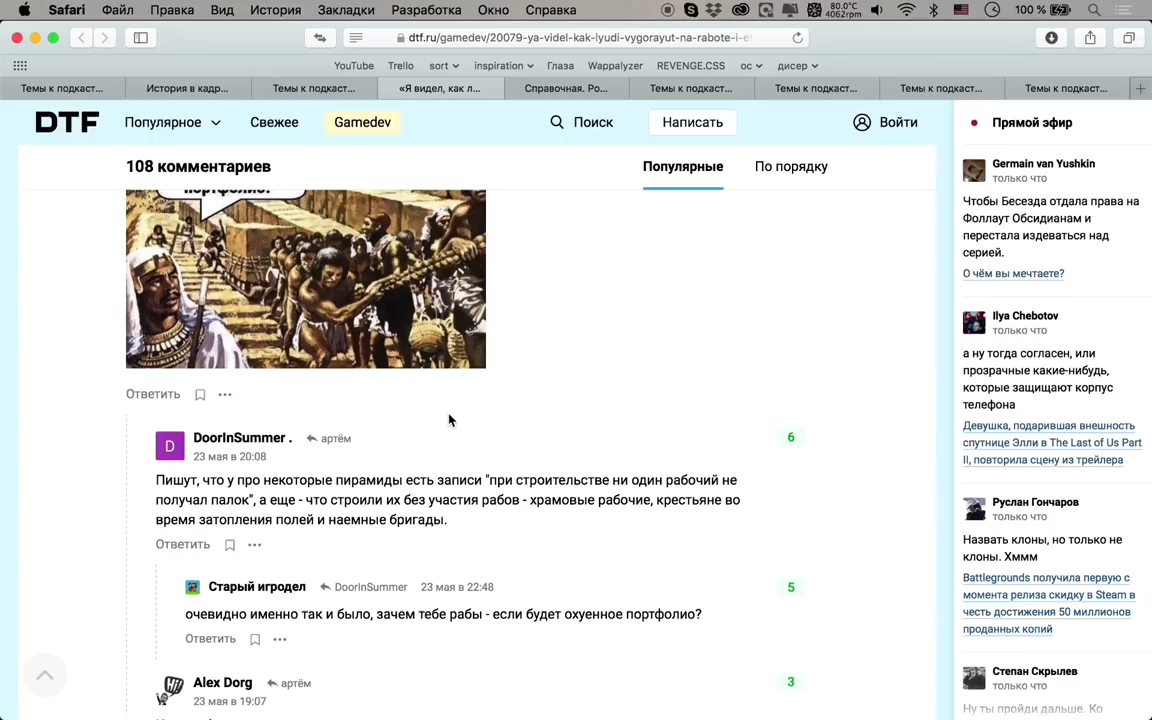 Safari Файл Правка Вид История Закладки Разработка Окно Справка 80.0°C 4062rpm 100 %
dtf.ru/gamedev/20079-ya-videl-kak-lyudi-vygorayut-na-rabote-i-et
YouTube Trello sort inspiration Глаза Wappalyzer REVENGE.CSS ос дисер
Темы к подкаст... История в кадр... Темы к подкаст... «Я видел, как л... Справочная. Ро... Темы к подкаст... Темы к подкаст... Темы к подкаст... Темы к подкаст...
DTF Популярное Свежее Gamedev Поиск Написать Войти
108 комментариев Популярные По порядку
портфолио!
Ответить
D DoorInSummer . артём 6
23 мая в 20:08
Пишут, что у про некоторые пирамиды есть записи "при строительстве ни один рабочий не
получал палок", а еще - что строили их без участия рабов - храмовые рабочие, крестьяне во
время затопления полей и наемные бригады.
Ответить
Старый игродел DoorInSummer 23 мая в 22:48 5
очевидно именно так и было, зачем тебе рабы - если будет охуенное портфолио?
Ответить
Hi Alex Dorg артём 3
23 мая в 19:07
Прямой эфир
Germain van Yushkin
только что
Чтобы Бесезда отдала права на
Фоллаут Обсидианам и
перестала издеваться над
серией.
О чём вы мечтаете?
Ilya Chebotov
только что
а ну тогда согласен, или
прозрачные какие-нибудь,
которые защищают корпус
телефона
Девушка, подарившая внешность
спутнице Элли в The Last of Us Part
II, повторила сцену из трейлера
Руслан Гончаров
только что
Назвать клоны, но только не
клоны. Хммм
Battlegrounds получила первую с
момента релиза скидку в Steam в
честь достижения 50 миллионов
проданных копий
Степан Скрылев
только что
Ну ты пройди дальше. Ко